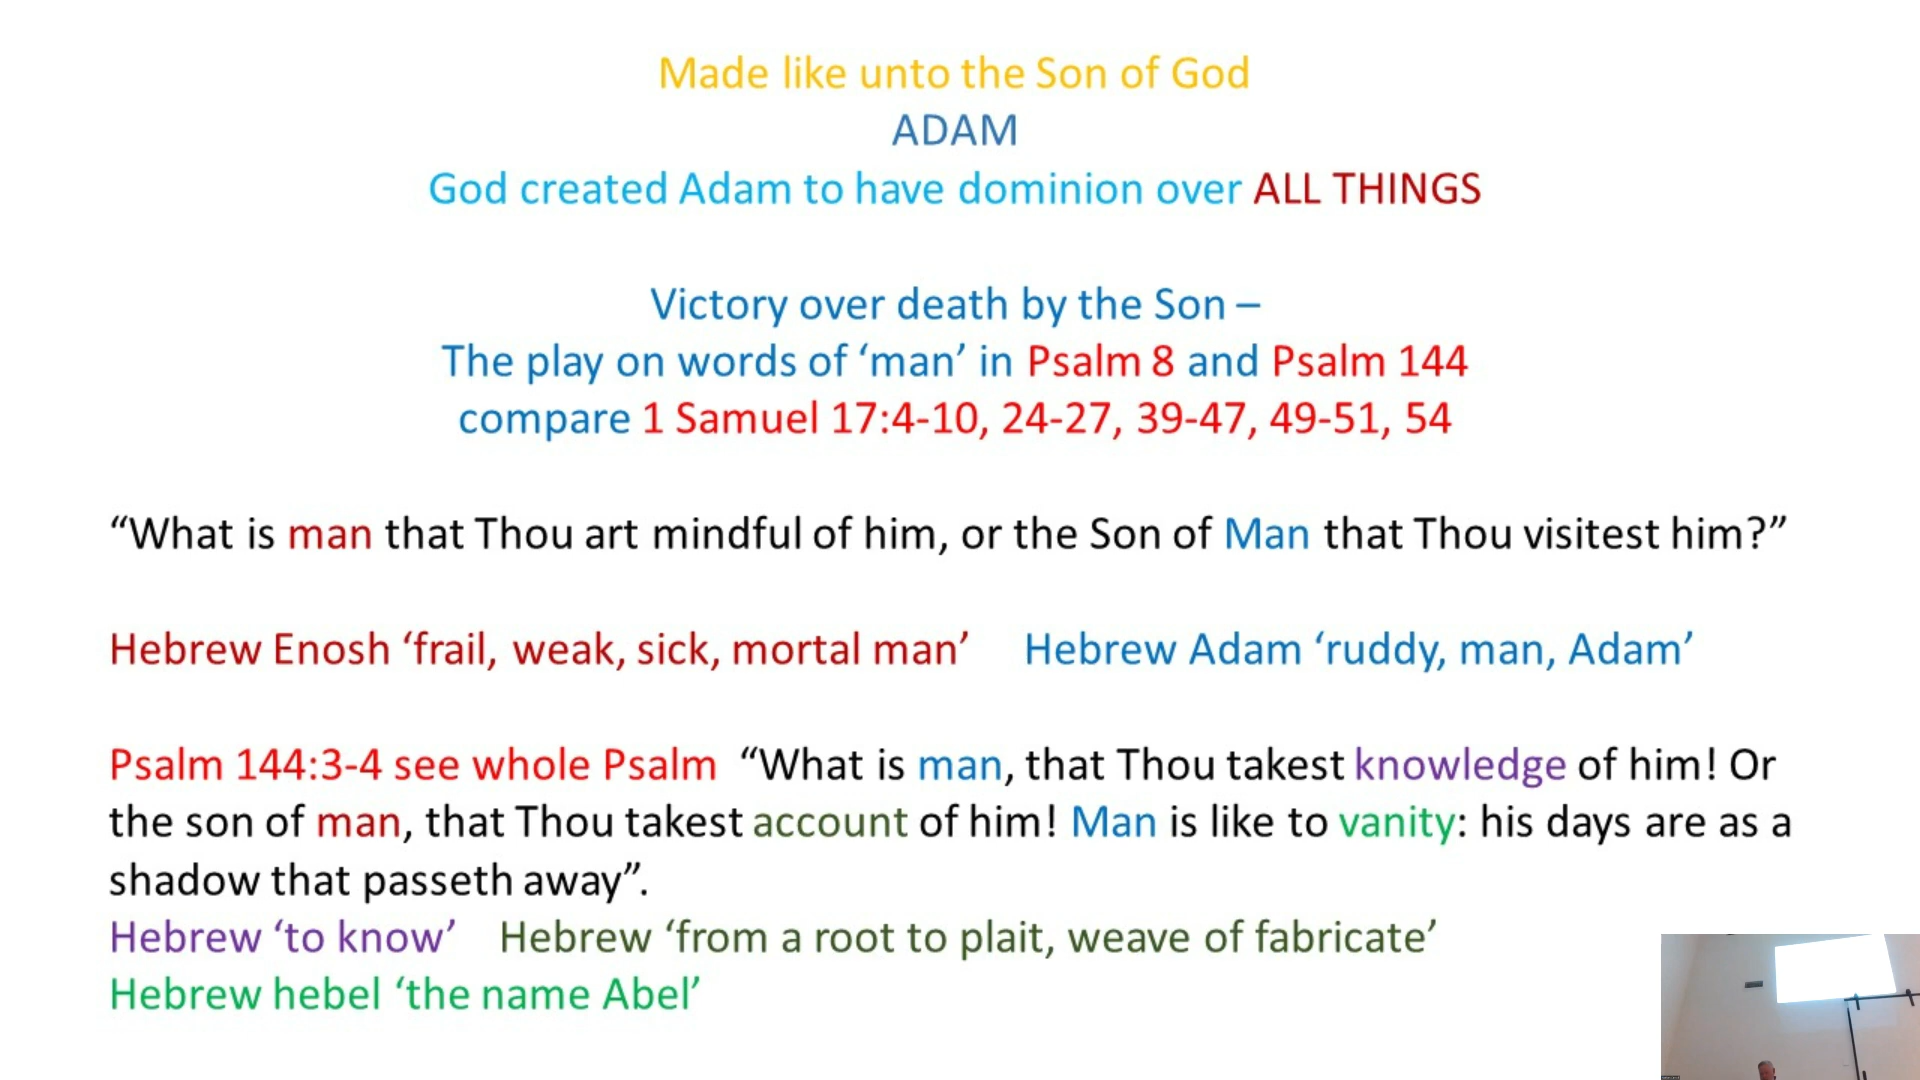 Made like unto the Son of God
ADAM
God created Adam to have dominion over ALL THINGS
Victory over death by the Son –
The play on words of ‘man’ in Psalm 8 and Psalm 144
compare 1 Samuel 17:4-10, 24-27, 39-47, 49-51, 54
“What is man that Thou art mindful of him, or the Son of Man that Thou visitest him?”
Hebrew Enosh ‘frail, weak, sick, mortal man’ Hebrew Adam ‘ruddy, man, Adam’
Psalm 144:3-4 see whole Psalm “What is man, that Thou takest knowledge of him! Or
the son of man, that Thou takest account of him! Man is like to vanity: his days are as a
shadow that passeth away”.
Hebrew ‘to know’ Hebrew ‘from a root to plait, weave of fabricate’
Hebrew hebel ‘the name Abel’